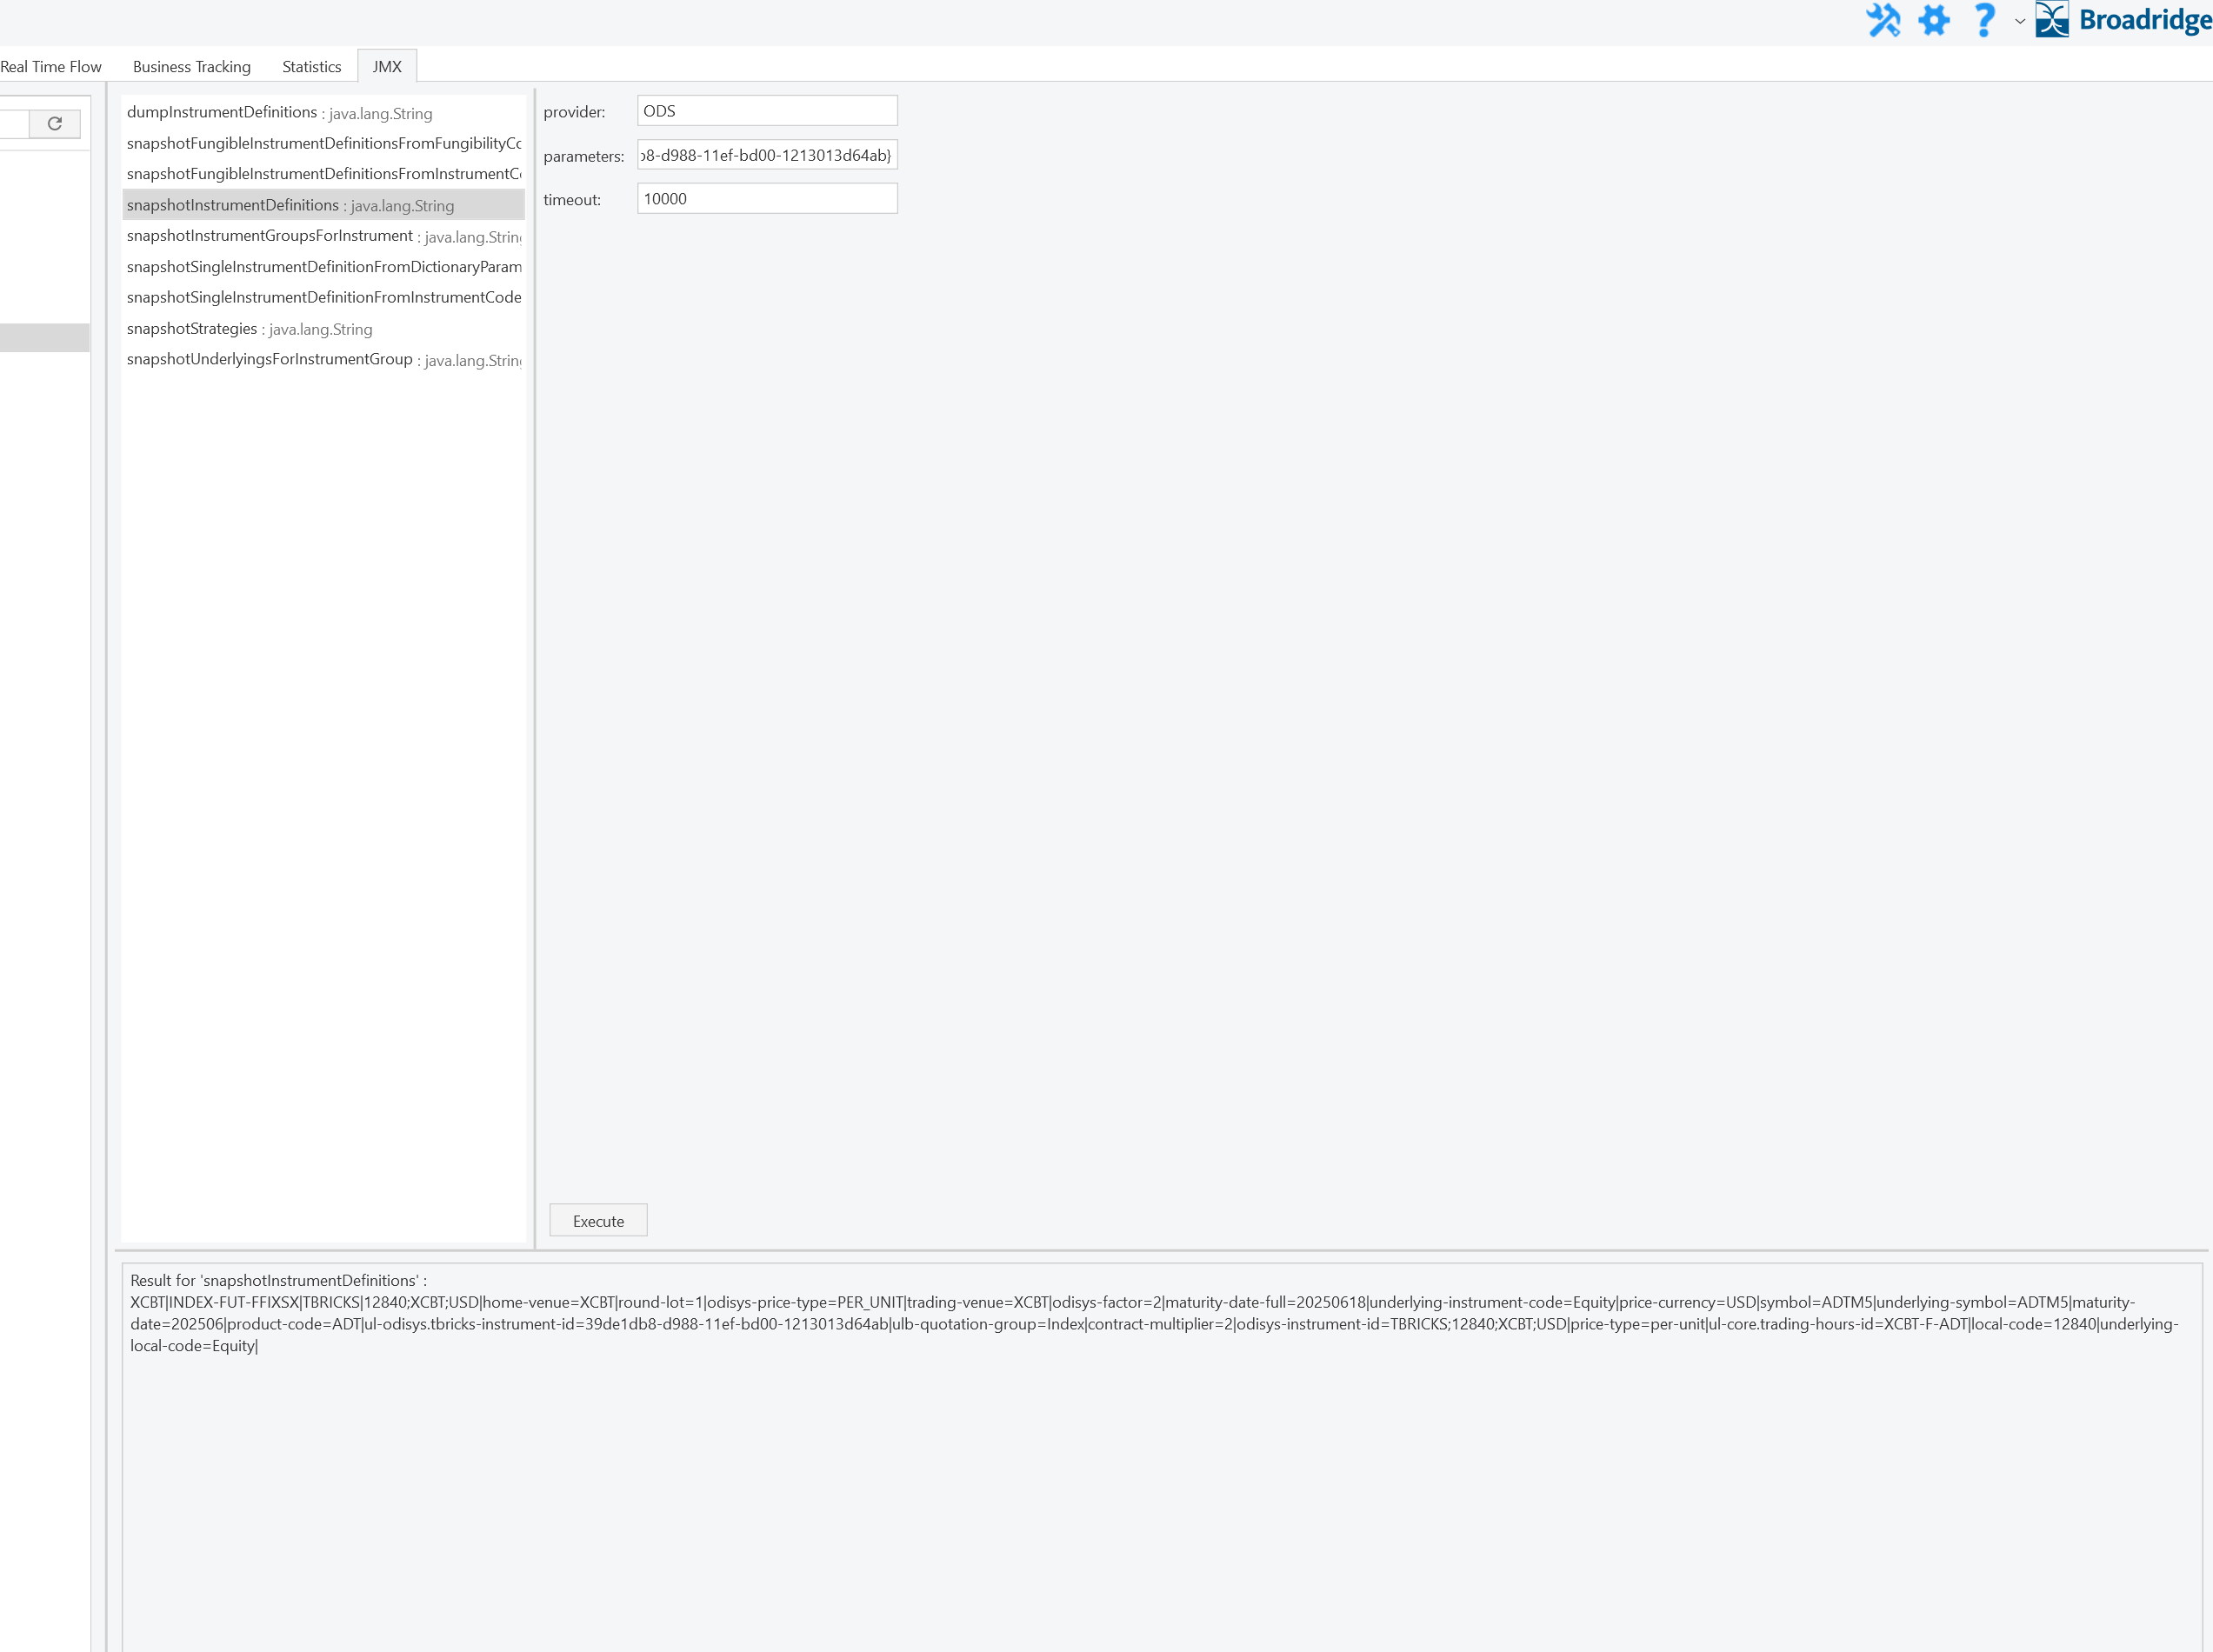 Broadridge
Real Time Flow Business Tracking Statistics JMX
dumpInstrumentDefinitions : java.lang.String
snapshotFungibleInstrumentDefinitionsFromFungibilityCo
snapshotFungibleInstrumentDefinitionsFromInstrumentC
snapshotInstrumentDefinitions : java.lang.String
snapshotInstrumentGroupsForInstrument : java.lang.String
snapshotSingleInstrumentDefinitionFromDictionaryParam
snapshotSingleInstrumentDefinitionFromInstrumentCode
snapshotStrategies : java.lang.String
snapshotUnderlyingsForInstrumentGroup : java.lang.String
provider: ODS
parameters: b8-d988-11ef-bd00-1213013d64ab}
timeout: 10000
Execute
Result for 'snapshotInstrumentDefinitions' :
XCBT|INDEX-FUT-FFIXSX|TBRICKS|12840;XCBT;USD|home-venue=XCBT|round-lot=1|odisys-price-type=PER_UNIT|trading-venue=XCBT|odisys-factor=2|maturity-date-full=20250618|underlying-instrument-code=Equity|price-currency=USD|symbol=ADTM5|underlying-symbol=ADTM5|maturity-
date=202506|product-code=ADT|ul-odisys.tbricks-instrument-id=39de1db8-d988-11ef-bd00-1213013d64ab|ulb-quotation-group=Index|contract-multiplier=2|odisys-instrument-id=TBRICKS;12840;XCBT;USD|price-type=per-unit|ul-core.trading-hours-id=XCBT-F-ADT|local-code=12840|underlying-
local-code=Equity|